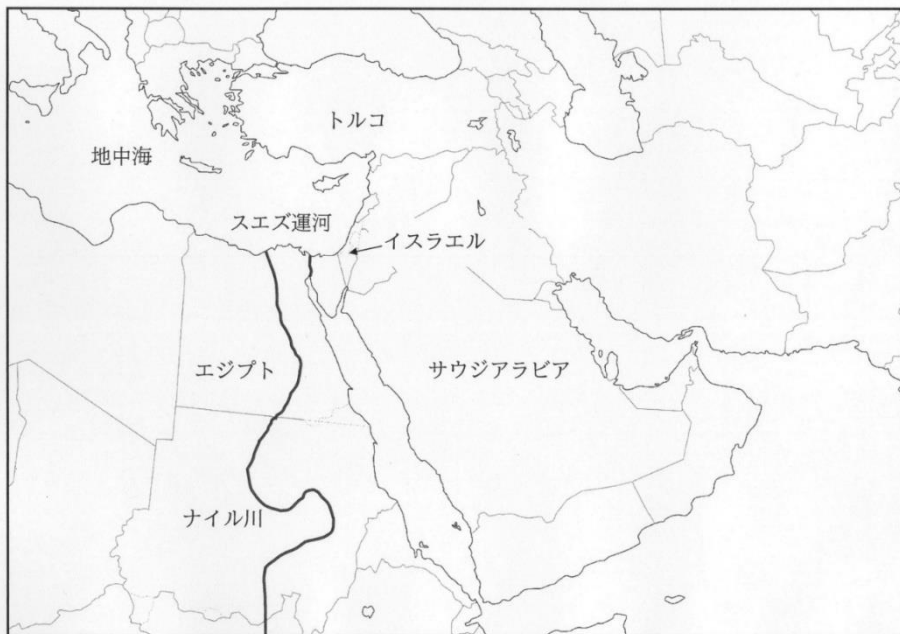 トルコ
地中海
スエズ運河
イスラエル
エジプト
サウジアラビア
ナイル川